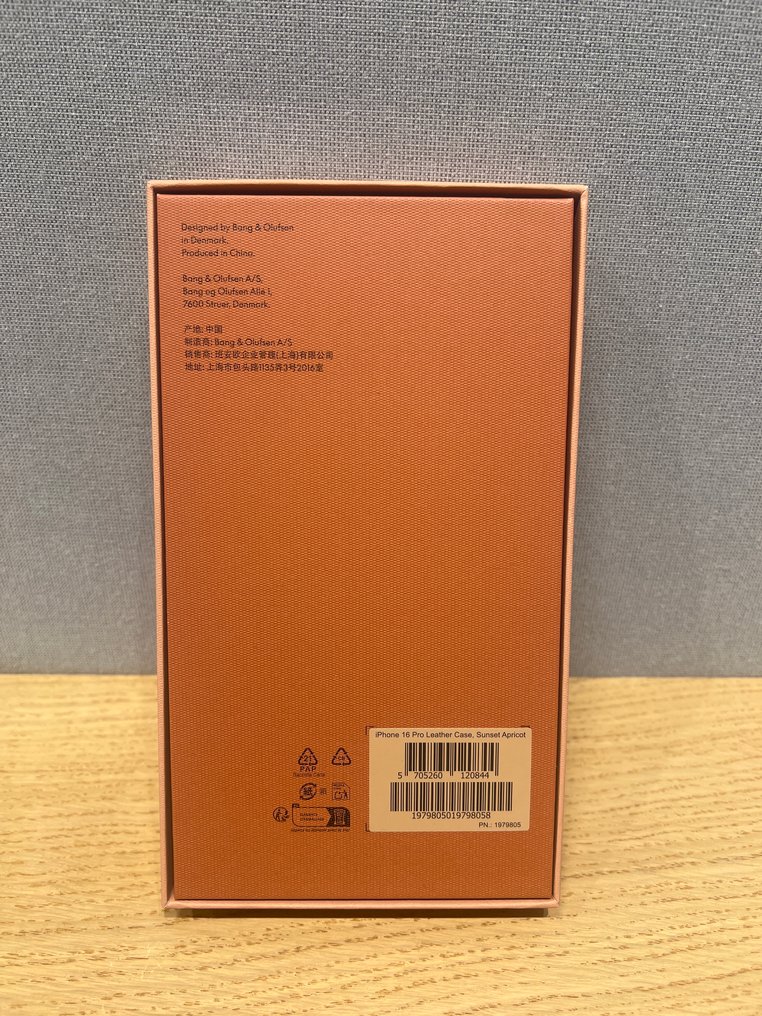 Designed by Bang & Olufsen
in Denmark.
Produced in China.
Bang & Olufsen A/S,
Bang og Olufsen Allé 1,
7600 Struer, Denmark.
产地: 中国
制造商: Bang & Olufsen A/S
销售商: 班安欧企业管理(上海)有限公司
地址: 上海市包头路1135弄3号2016室
iPhone 16 Pro Leather Case, Sunset Apricot
5 705260 120844
1979805019798058
PN.: 1979805
21
PAP
Raccolta Carta
紙